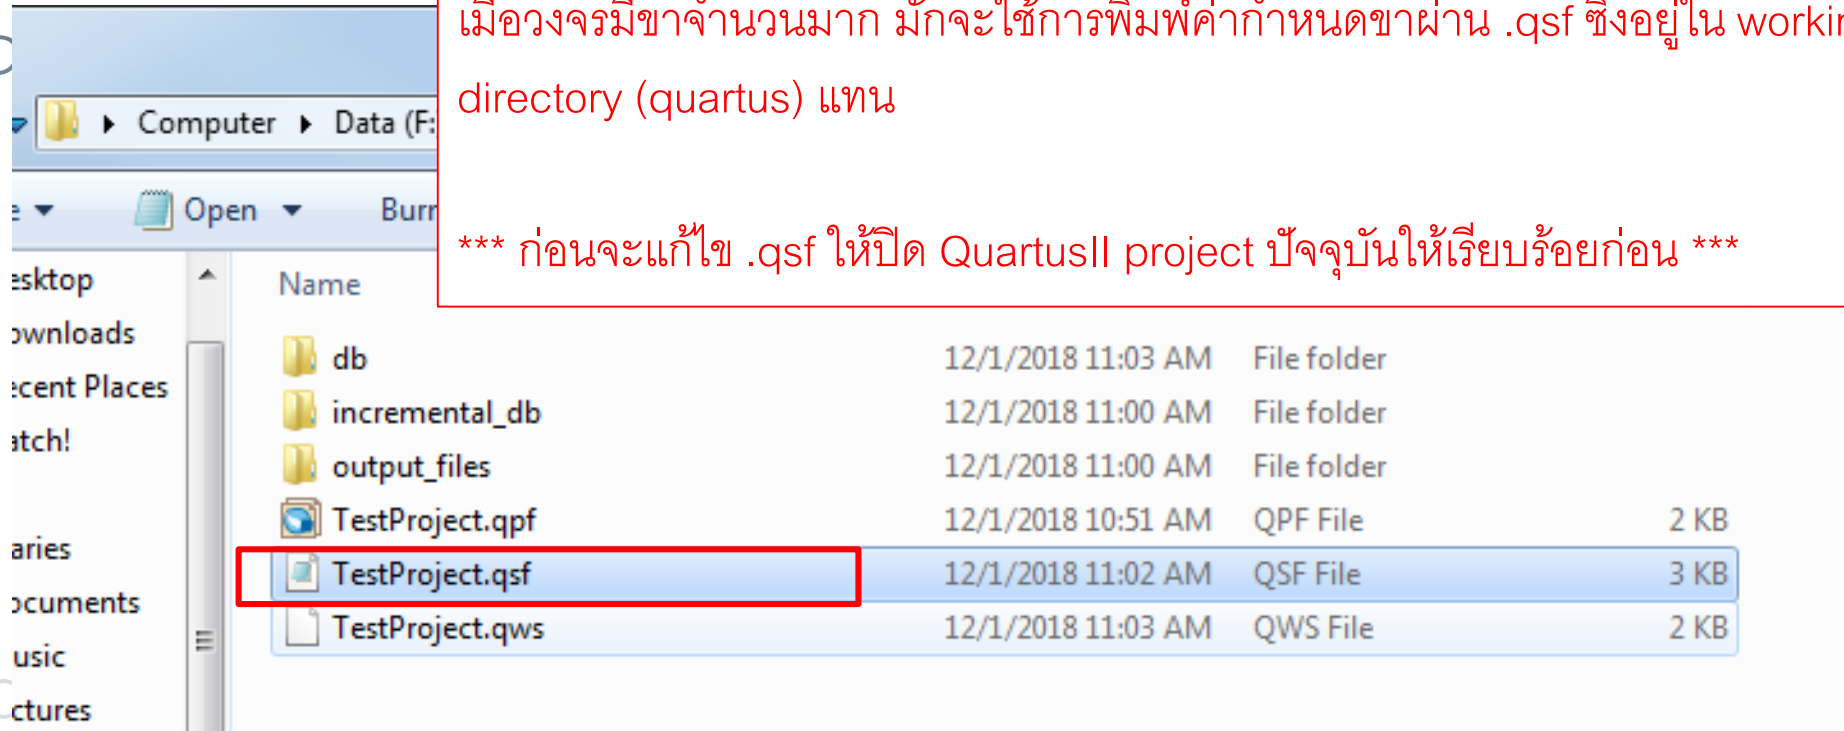 เมื่อวงจรมีขาจำนวนมาก มักจะใช้การพิมพ์ค่ากำหนดขาผ่าน .qsf ซึ่งอยู่ใน workin
directory (quartus) แทน
*** ก่อนจะแก้ไข .qsf ให้ปิด QuartusII project ปัจจุบันให้เรียบร้อยก่อน ***
Computer Data (F:
Open Burr
esktop
ownloads
ecent Places
atch!
aries
ocuments
usic
ctures
Name
db 12/1/2018 11:03 AM File folder
incremental_db 12/1/2018 11:00 AM File folder
output_files 12/1/2018 11:00 AM File folder
TestProject.qpf 12/1/2018 10:51 AM QPF File 2 KB
TestProject.qsf 12/1/2018 11:02 AM QSF File 3 KB
TestProject.qws 12/1/2018 11:03 AM QWS File 2 KB